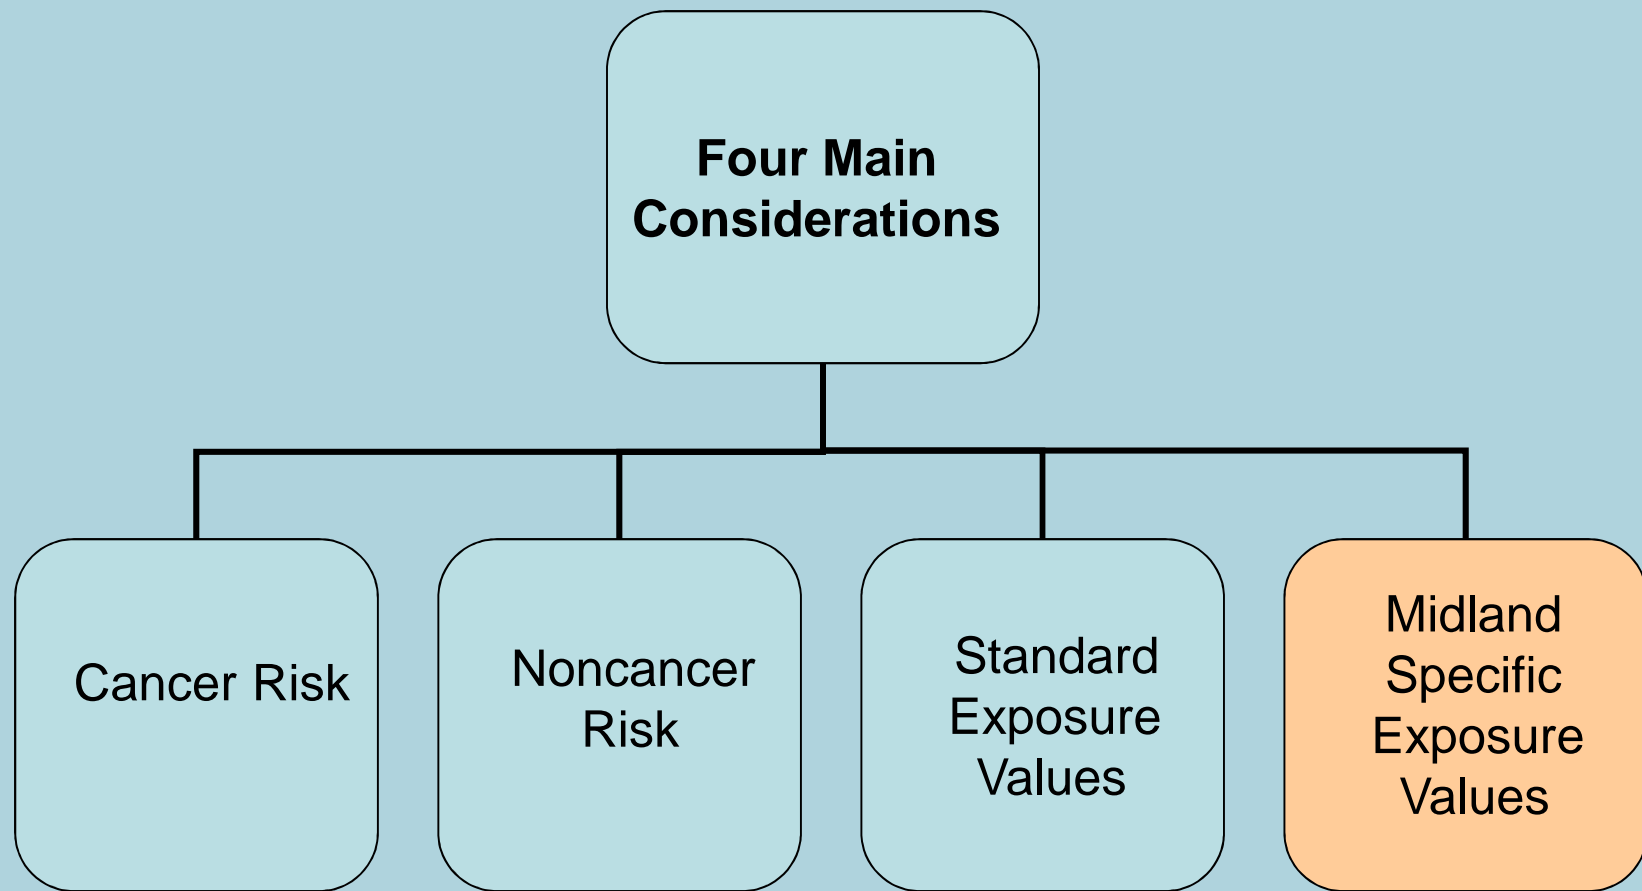 Four Main
Considerations
Cancer Risk
Noncancer
Risk
Standard
Exposure
Values
Midland
Specific
Exposure
Values